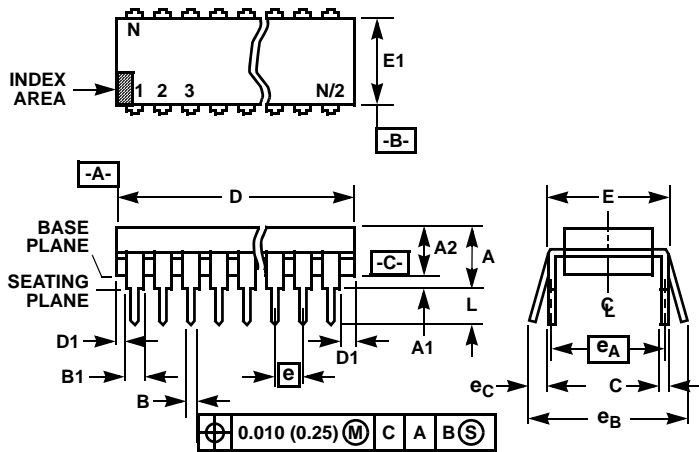 N
E1
INDEX
AREA
1 2 3 N/2
-B-
-A-
D
E
BASE
PLANE
A2
A
-C-
SEATING
PLANE
L
C
L
D1
A1
D1
eA
B1
e
B
eC
C
eB
0.010 (0.25) M C A B S